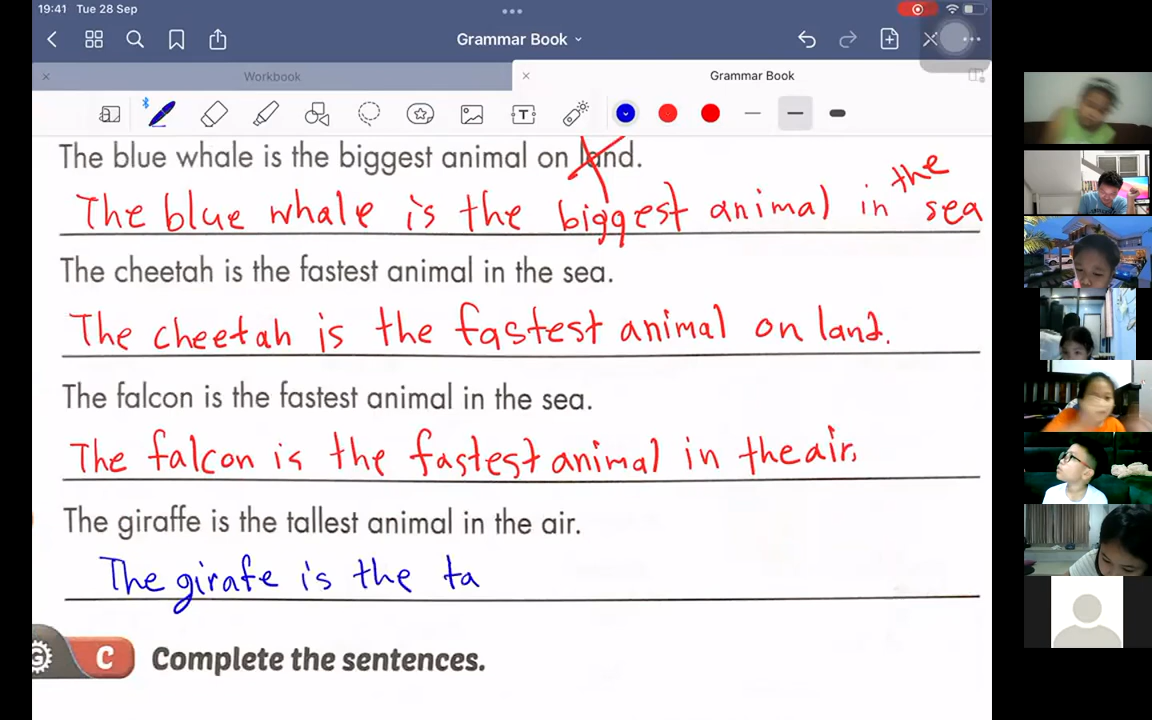 19:41 Tue 28 Sep
Grammar Book
Workbook
Grammar Book
The blue whale is the biggest animal on land.
The blue whale is the biggest animal in the sea
The cheetah is the fastest animal in the sea.
The cheetah is the fastest animal on land.
The falcon is the fastest animal in the sea.
The falcon is the fastest animal in the air.
The giraffe is the tallest animal in the air.
The girafe is the ta
G C Complete the sentences.